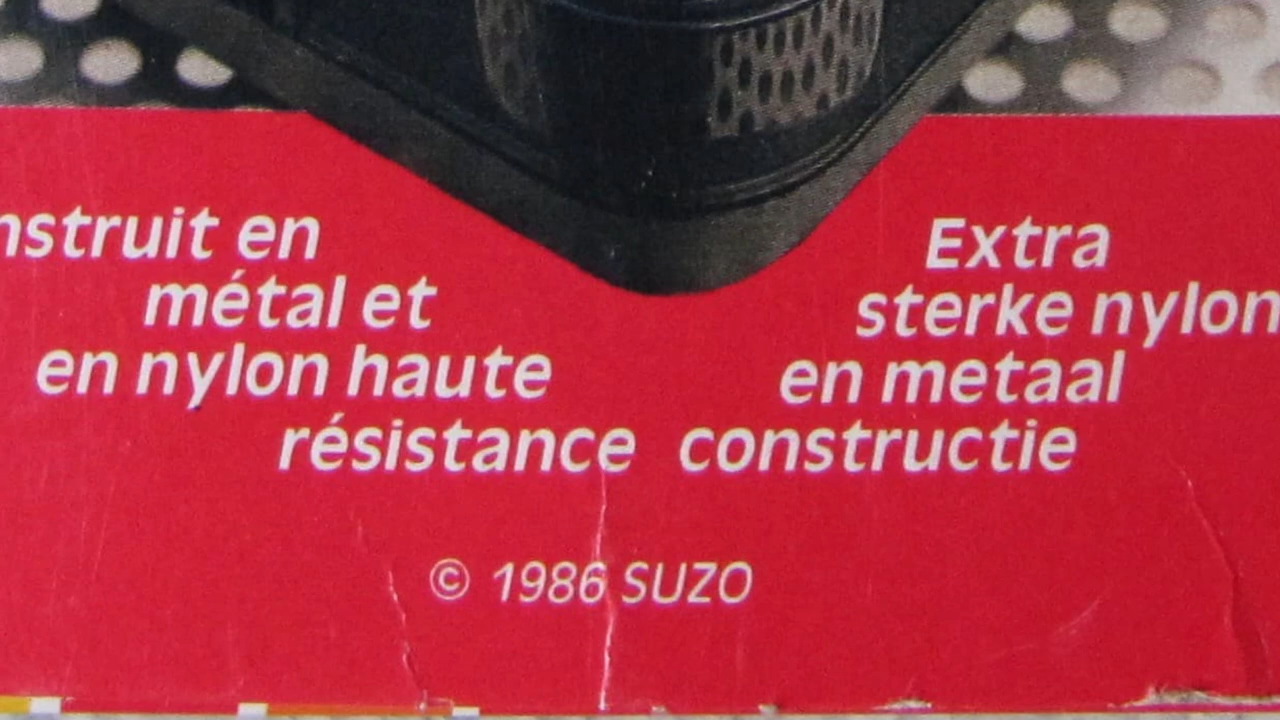 nstruit en
métal et
en nylon haute
résistance
Extra
sterke nylon
en metaal
constructie
© 1986 SUZO